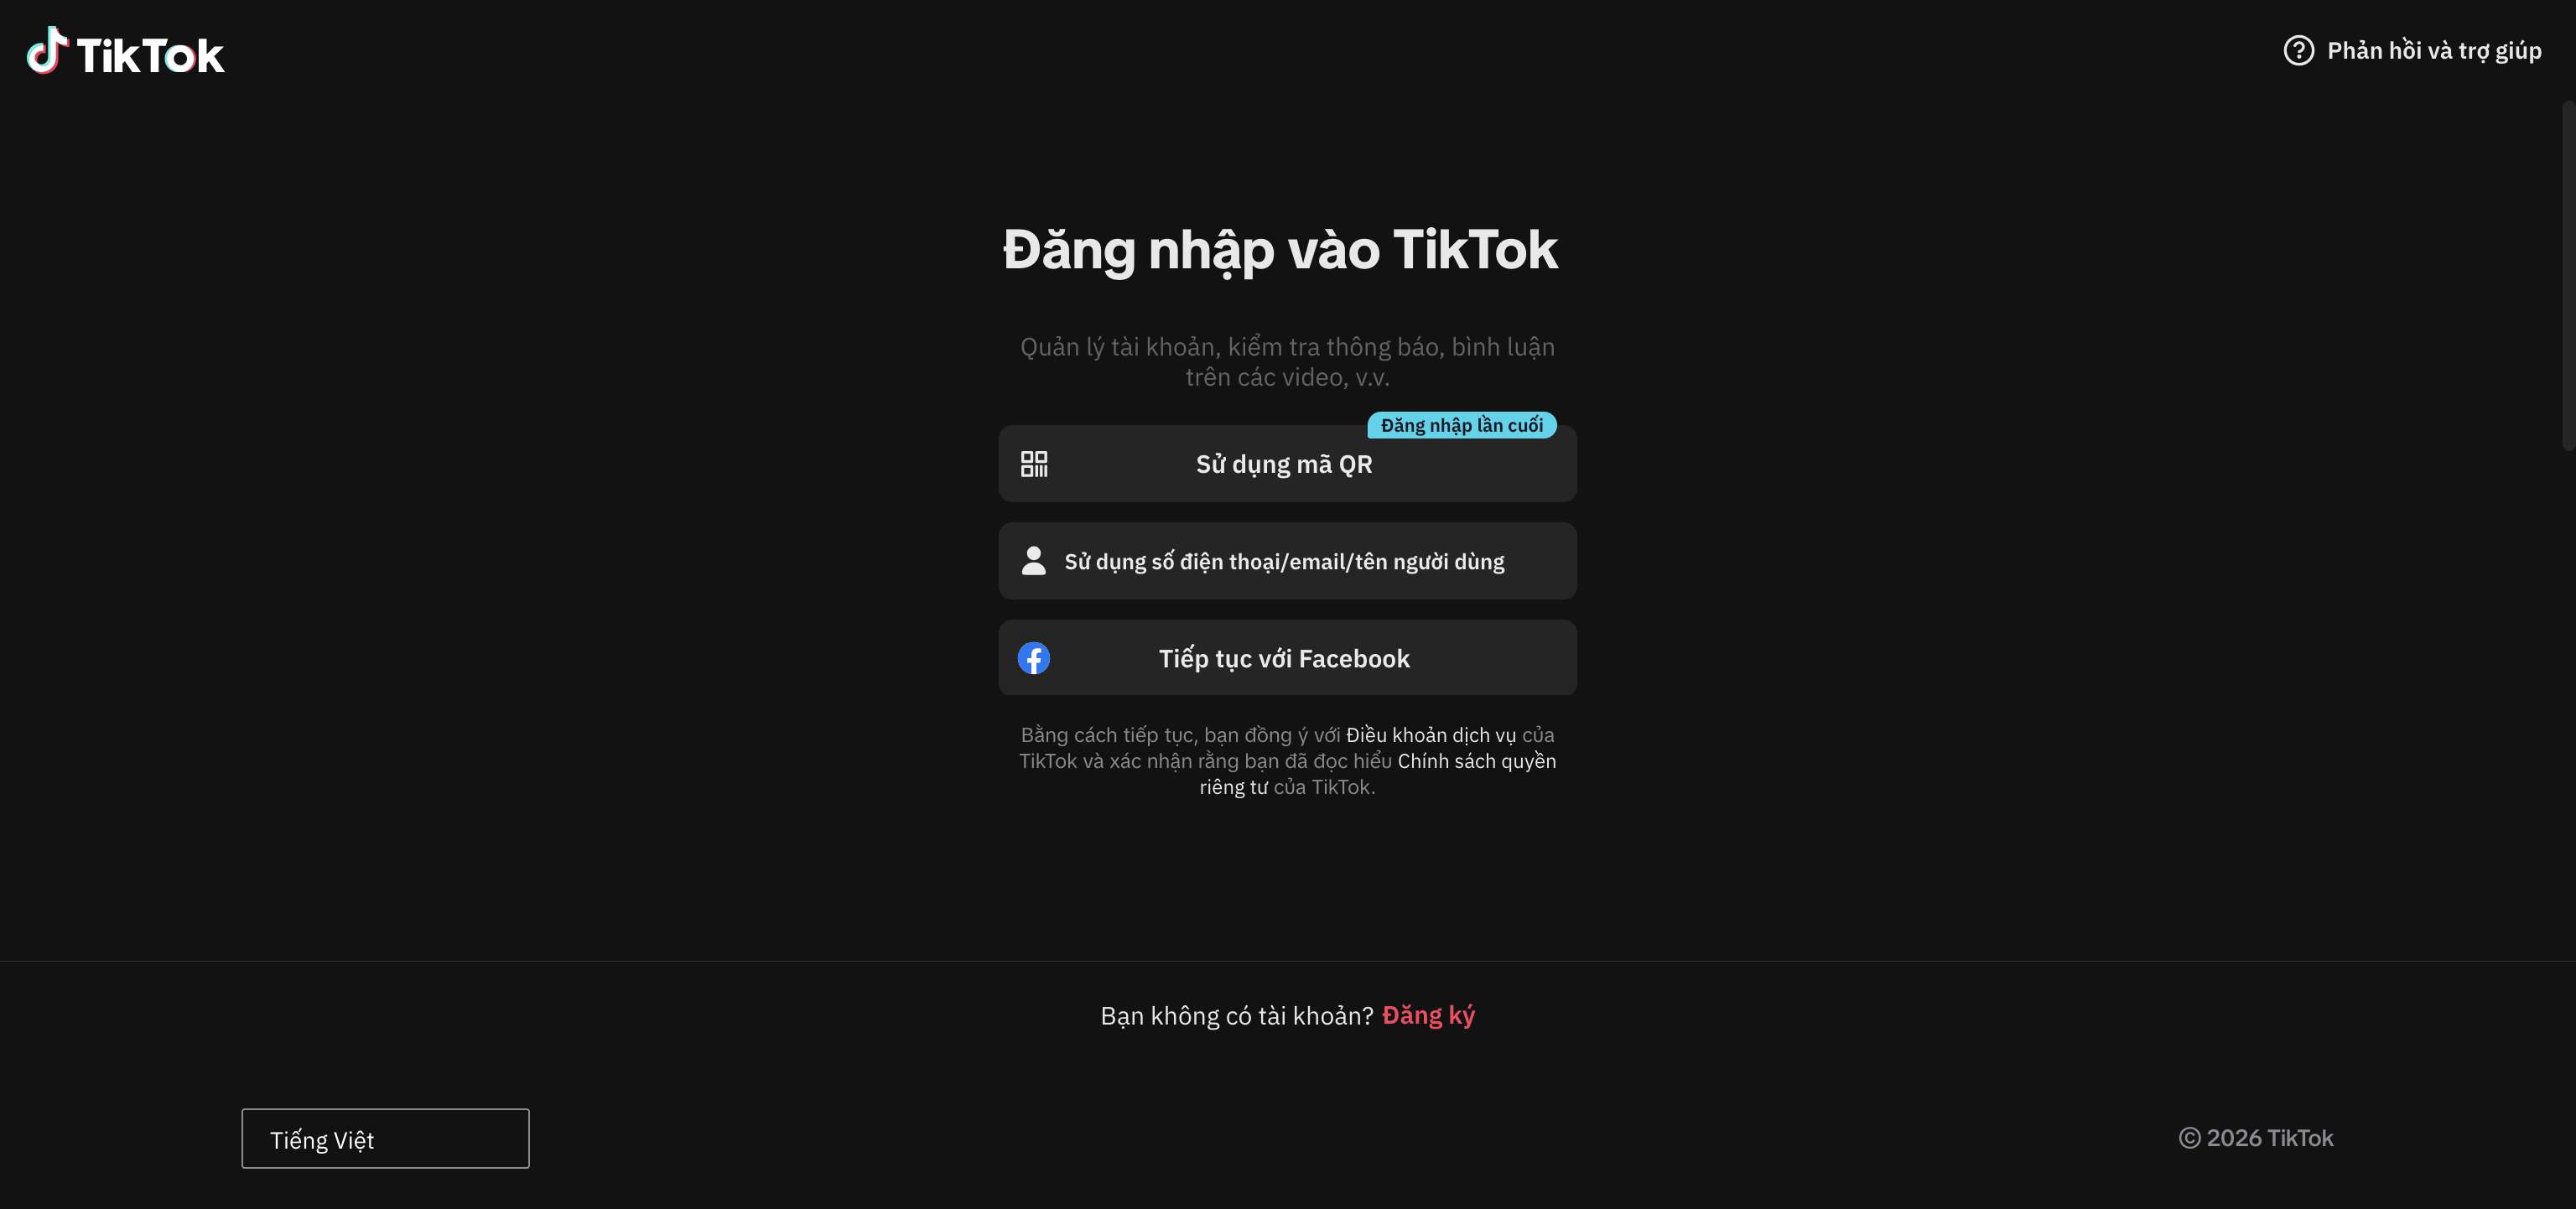 TikTok
Phản hồi và trợ giúp
Đăng nhập vào TikTok
Quản lý tài khoản, kiểm tra thông báo, bình luận
trên các video, v.v.
Đăng nhập lần cuối
Sử dụng mã QR
Sử dụng số điện thoại/email/tên người dùng
Tiếp tục với Facebook
Bằng cách tiếp tục, bạn đồng ý với Điều khoản dịch vụ của
TikTok và xác nhận rằng bạn đã đọc hiểu Chính sách quyền
riêng tư của TikTok.
Bạn không có tài khoản? Đăng ký
Tiếng Việt
© 2026 TikTok